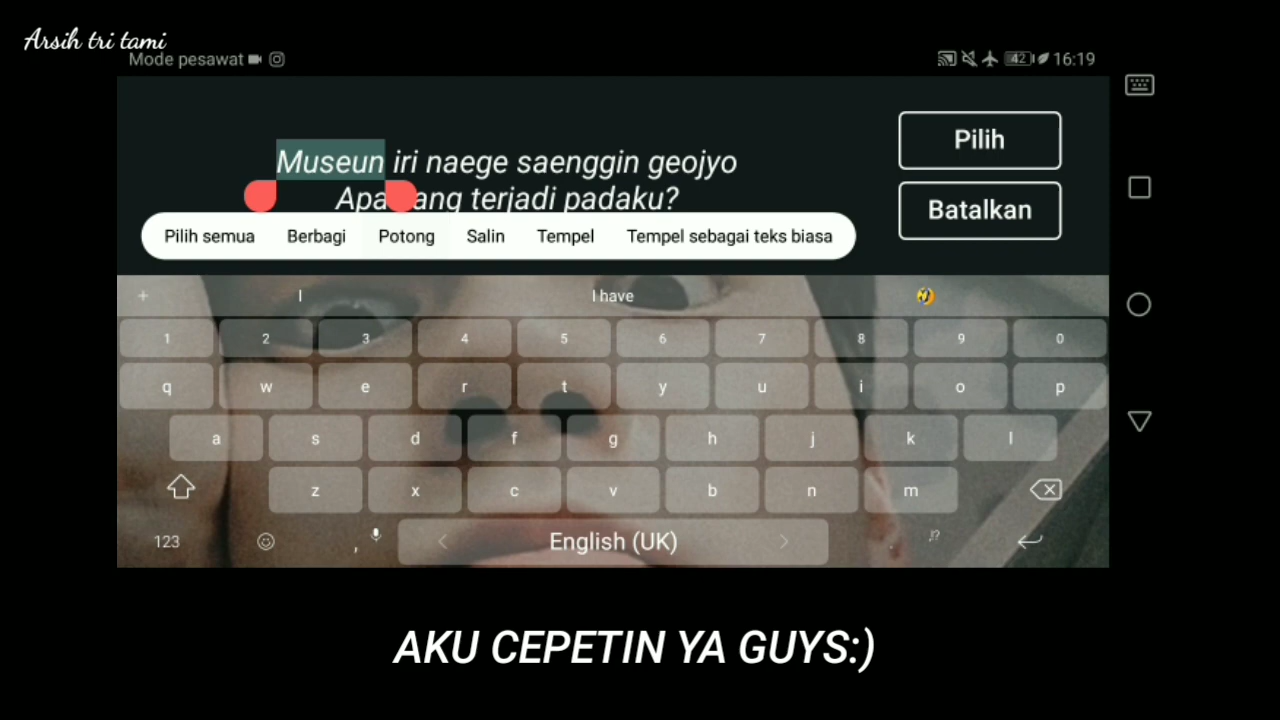 Arsih tri tami
Mode pesawat 42 16:19
Museun iri naege saenggin geojyo
Apa ang terjadi padaku?
Pilih
Batalkan
Pilih semua Berbagi Potong Salin Tempel Tempel sebagai teks biasa
+ I I have
1 2 3 4 5 6 7 8 9 0
q w e r t y u i o p
a s d f g h j k l
z x c v b n m
123 , < English (UK) > . !?
AKU CEPETIN YA GUYS:)